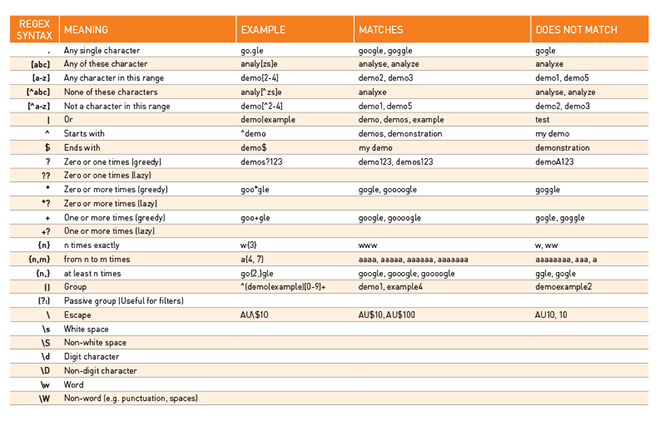 REGEX SYNTAX MEANING EXAMPLE MATCHES DOES NOT MATCH
. Any single character go.gle google, goggle gogle
[abc] Any of these character analy[zs]e analyse, analyze analyxe
[a-z] Any character in this range demo[2-4] demo2, demo3 demo1, demo5
[^abc] None of these characters analy[^zs]e analyxe analyse, analyze
[^a-z] Not a character in this range demo[^2-4] demo1, demo5 demo2, demo3
| Or demo|example demo, demos, example test
^ Starts with ^demo demos, demonstration my demo
$ Ends with demo$ my demo demonstration
? Zero or one times (greedy) demos?123 demo123, demos123 demoA123
?? Zero or one times (lazy)
* Zero or more times (greedy) goo*gle gogle, goooogle goggle
*? Zero or more times (lazy)
+ One or more times (greedy) goo+gle google, goooogle gogle, goggle
+? One or more times (lazy)
{n} n times exactly w{3} www w, ww
{n,m} from n to m times a{4, 7} aaaa, aaaaa, aaaaaa, aaaaaaa aaaaaaaa, aaa, a
{n,} at least n times go{2,}gle google, gooogle, goooogle ggle, gogle
() Group ^(demo|example)[0-9]+ demo1, example4 demoexample2
(?:) Passive group (Useful for filters)
\ Escape AU\$10 AU$10, AU$100 AU10, 10
\s White space
\S Non-white space
\d Digit character
\D Non-digit character
\w Word
\W Non-word (e.g. punctuation, spaces)